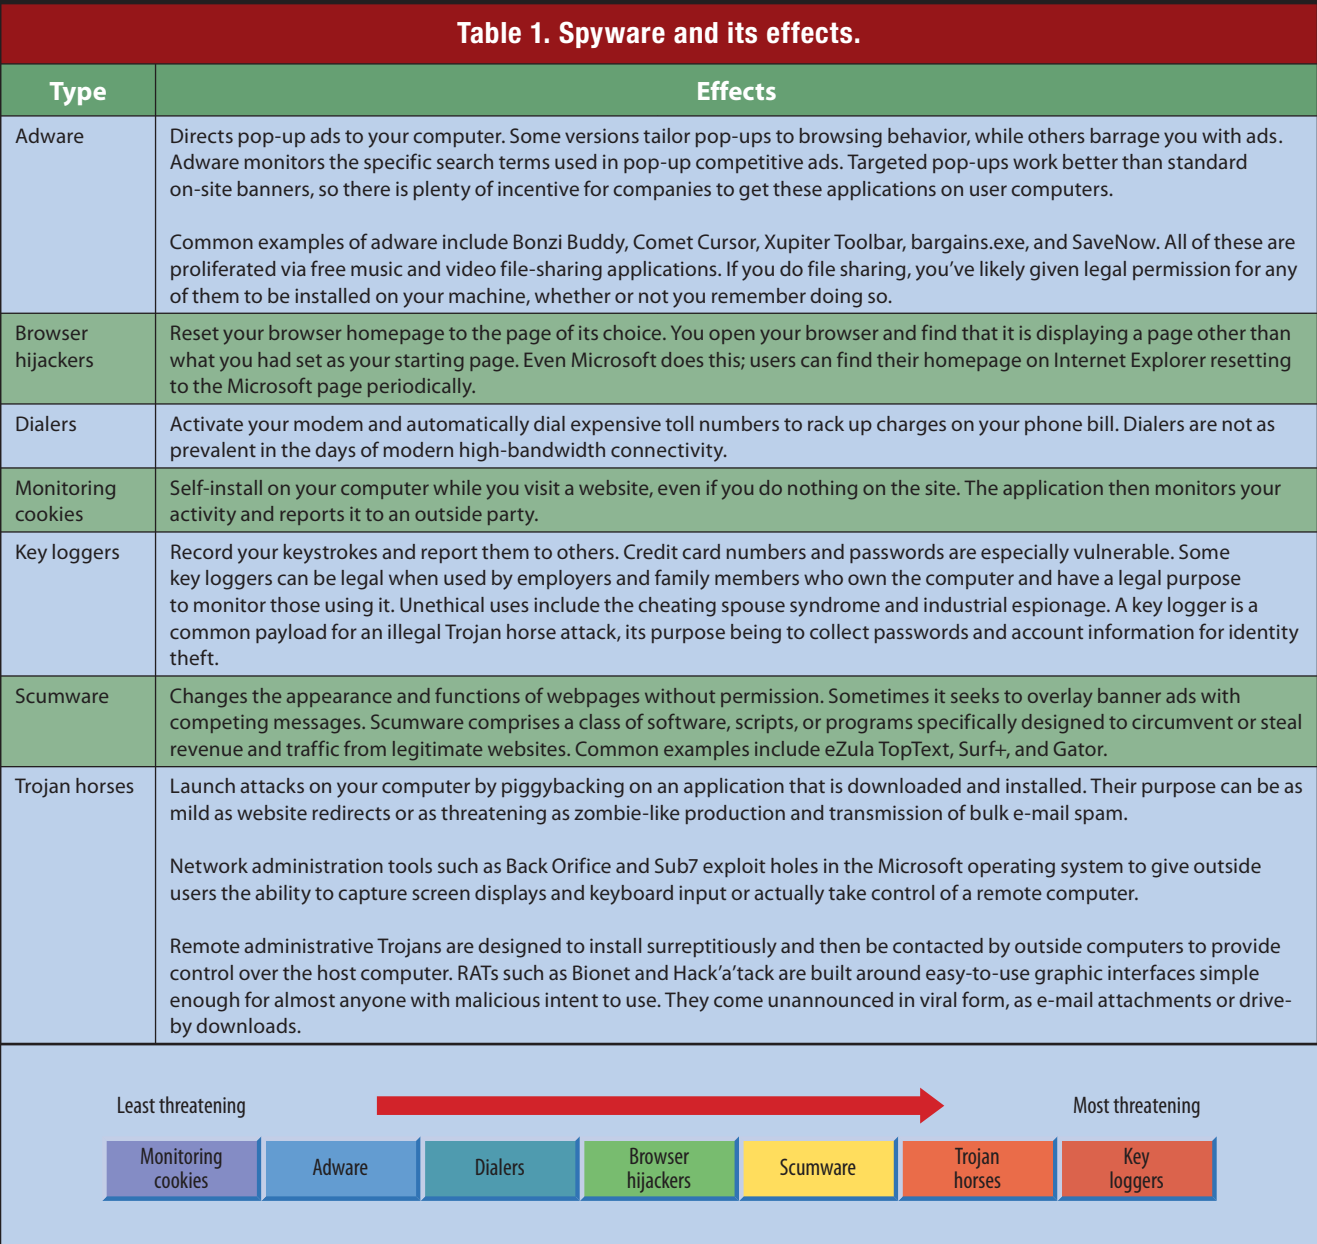 Table 1. Spyware and its effects.
Type
Effects
Adware
Directs pop-up ads to your computer. Some versions tailor pop-ups to browsing behavior, while others barrage you with ads.
Adware monitors the specific search terms used in pop-up competitive ads. Targeted pop-ups work better than standard
on-site banners, so there is plenty of incentive for companies to get these applications on user computers.
Common examples of adware include Bonzi Buddy, Comet Cursor, Xupiter Toolbar, bargains.exe, and SaveNow. All of these are
proliferated via free music and video file-sharing applications. If you do file sharing, you've likely given legal permission for any
of them to be installed on your machine, whether or not you remember doing so.
Browser
hijackers
Reset your browser homepage to the page of its choice. You open your browser and find that it is displaying a page other than
what you had set as your starting page. Even Microsoft does this; users can find their homepage on Internet Explorer resetting
to the Microsoft page periodically.
Dialers
Activate your modem and automatically dial expensive toll numbers to rack up charges on your phone bill. Dialers are not as
prevalent in the days of modern high-bandwidth connectivity.
Monitoring
cookies
Self-install on your computer while you visit a website, even if you do nothing on the site. The application then monitors your
activity and reports it to an outside party.
Key loggers
Record your keystrokes and report them to others. Credit card numbers and passwords are especially vulnerable. Some
key loggers can be legal when used by employers and family members who own the computer and have a legal purpose
to monitor those using it. Unethical uses include the cheating spouse syndrome and industrial espionage. A key logger is a
common payload for an illegal Trojan horse attack, its purpose being to collect passwords and account information for identity
theft.
Scumware
Changes the appearance and functions of webpages without permission. Sometimes it seeks to overlay banner ads with
competing messages. Scumware comprises a class of software, scripts, or programs specifically designed to circumvent or steal
revenue and traffic from legitimate websites. Common examples include eZula TopText, Surf+, and Gator.
Trojan horses
Launch attacks on your computer by piggybacking on an application that is downloaded and installed. Their purpose can be as
mild as website redirects or as threatening as zombie-like production and transmission of bulk e-mail spam.
Network administration tools such as Back Orifice and Sub7 exploit holes in the Microsoft operating system to give outside
users the ability to capture screen displays and keyboard input or actually take control of a remote computer.
Remote administrative Trojans are designed to install surreptitiously and then be contacted by outside computers to provide
control over the host computer. RATs such as Bionet and Hack'a'tack are built around easy-to-use graphic interfaces simple
enough for almost anyone with malicious intent to use. They come unannounced in viral form, as e-mail attachments or drive-
by downloads.
Least threatening
Most threatening
Monitoring
cookies
Adware
Dialers
Browser
hijackers
Scumware
Trojan
horses
Key
loggers